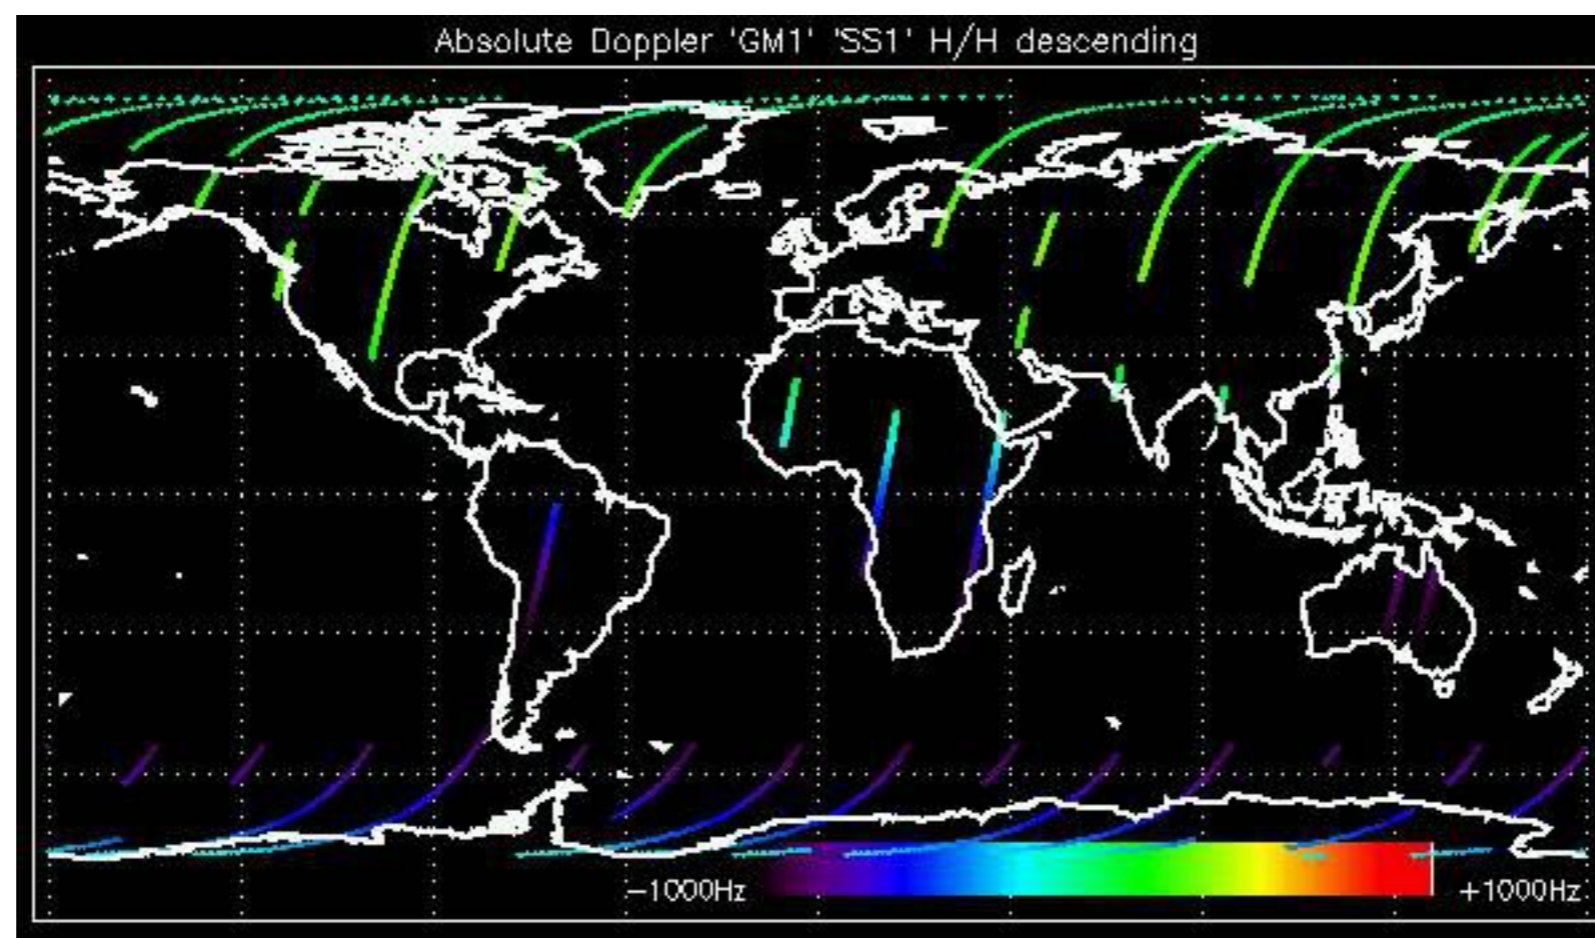 Absolute Doppler 'GM1' 'SS1' H/H descending
−1000Hz +1000Hz